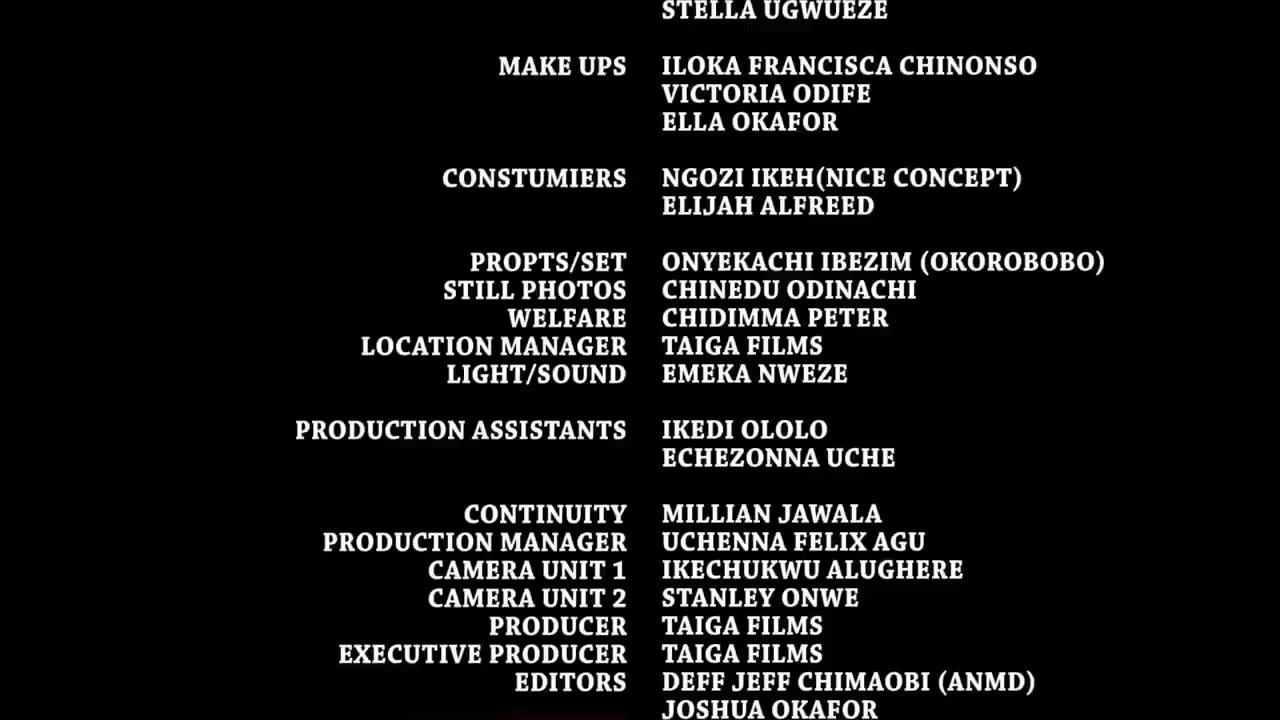 STELLA UGWUEZE
MAKE UPS ILOKA FRANCISCA CHINONSO
VICTORIA ODIFE
ELLA OKAFOR
CONSTUMIERS NGOZI IKEH(NICE CONCEPT)
ELIJAH ALFREED
PROPTS/SET ONYEKACHI IBEZIM (OKOROBOBO)
STILL PHOTOS CHINEDU ODINACHI
WELFARE CHIDIMMA PETER
LOCATION MANAGER TAIGA FILMS
LIGHT/SOUND EMEKA NWEZE
PRODUCTION ASSISTANTS IKEDI OLOLO
ECHEZONNA UCHE
CONTINUITY MILLIAN JAWALA
PRODUCTION MANAGER UCHENNA FELIX AGU
CAMERA UNIT 1 IKECHUKWU ALUGHERE
CAMERA UNIT 2 STANLEY ONWE
PRODUCER TAIGA FILMS
EXECUTIVE PRODUCER TAIGA FILMS
EDITORS DEFF JEFF CHIMAOBI (ANMD)
JOSHUA OKAFOR